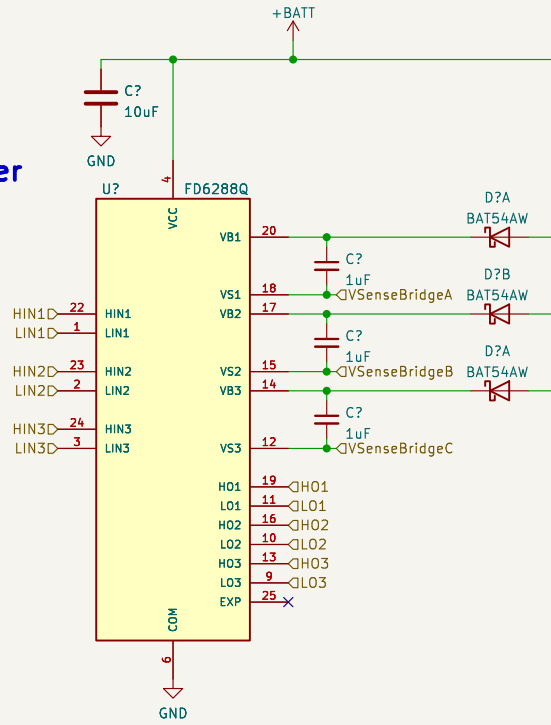 +BATT
C?
10uF
GND
er
U?
FD6288Q
4
VCC
D?A
BAT54AW
VB1
20
C?
1uF
VS1
18
VSenseBridgeA
D?B
BAT54AW
HIN1
22
HIN1
VB2
17
LIN1
1
LIN1
C?
1uF
D?A
BAT54AW
HIN2
23
HIN2
VS2
15
VSenseBridgeB
LIN2
2
LIN2
VB3
14
C?
1uF
HIN3
24
HIN3
LIN3
3
LIN3
VS3
12
VSenseBridgeC
HO1
19
HO1
LO1
11
LO1
HO2
16
HO2
LO2
10
LO2
HO3
13
HO3
LO3
9
LO3
EXP
25
COM
6
GND